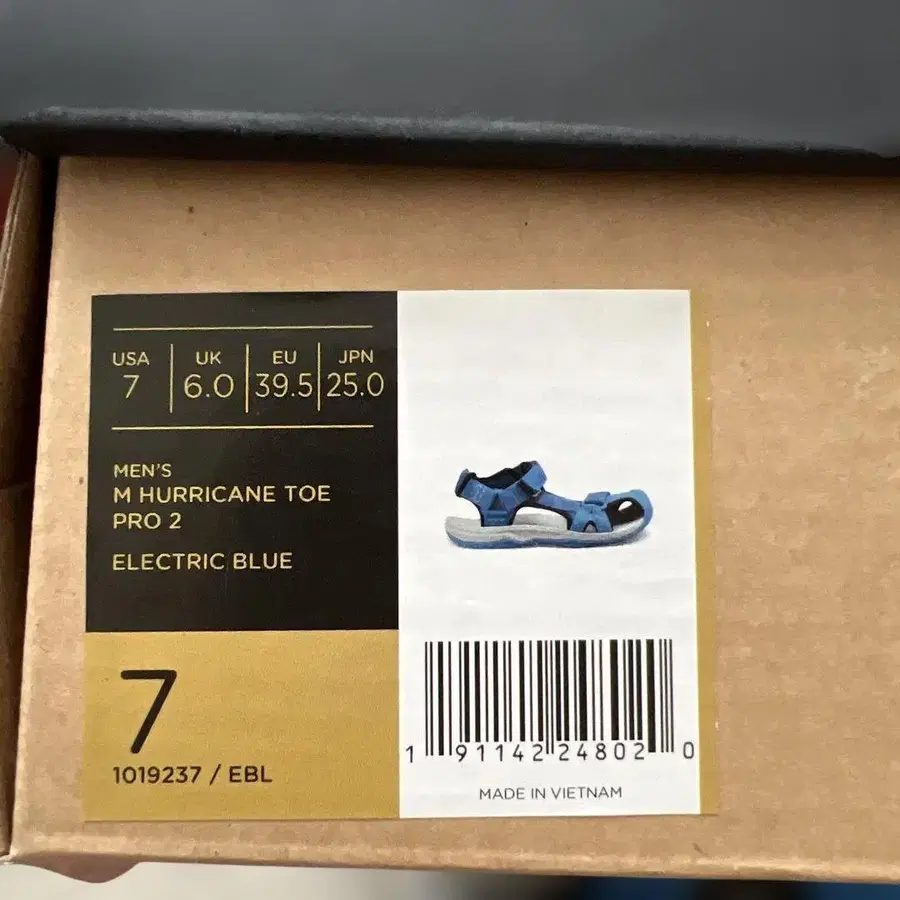 USA UK EU JPN
7 6.0 39.5 25.0
MEN'S
M HURRICANE TOE
PRO 2
ELECTRIC BLUE
7
1019237 / EBL
1 91142 24802 0
MADE IN VIETNAM